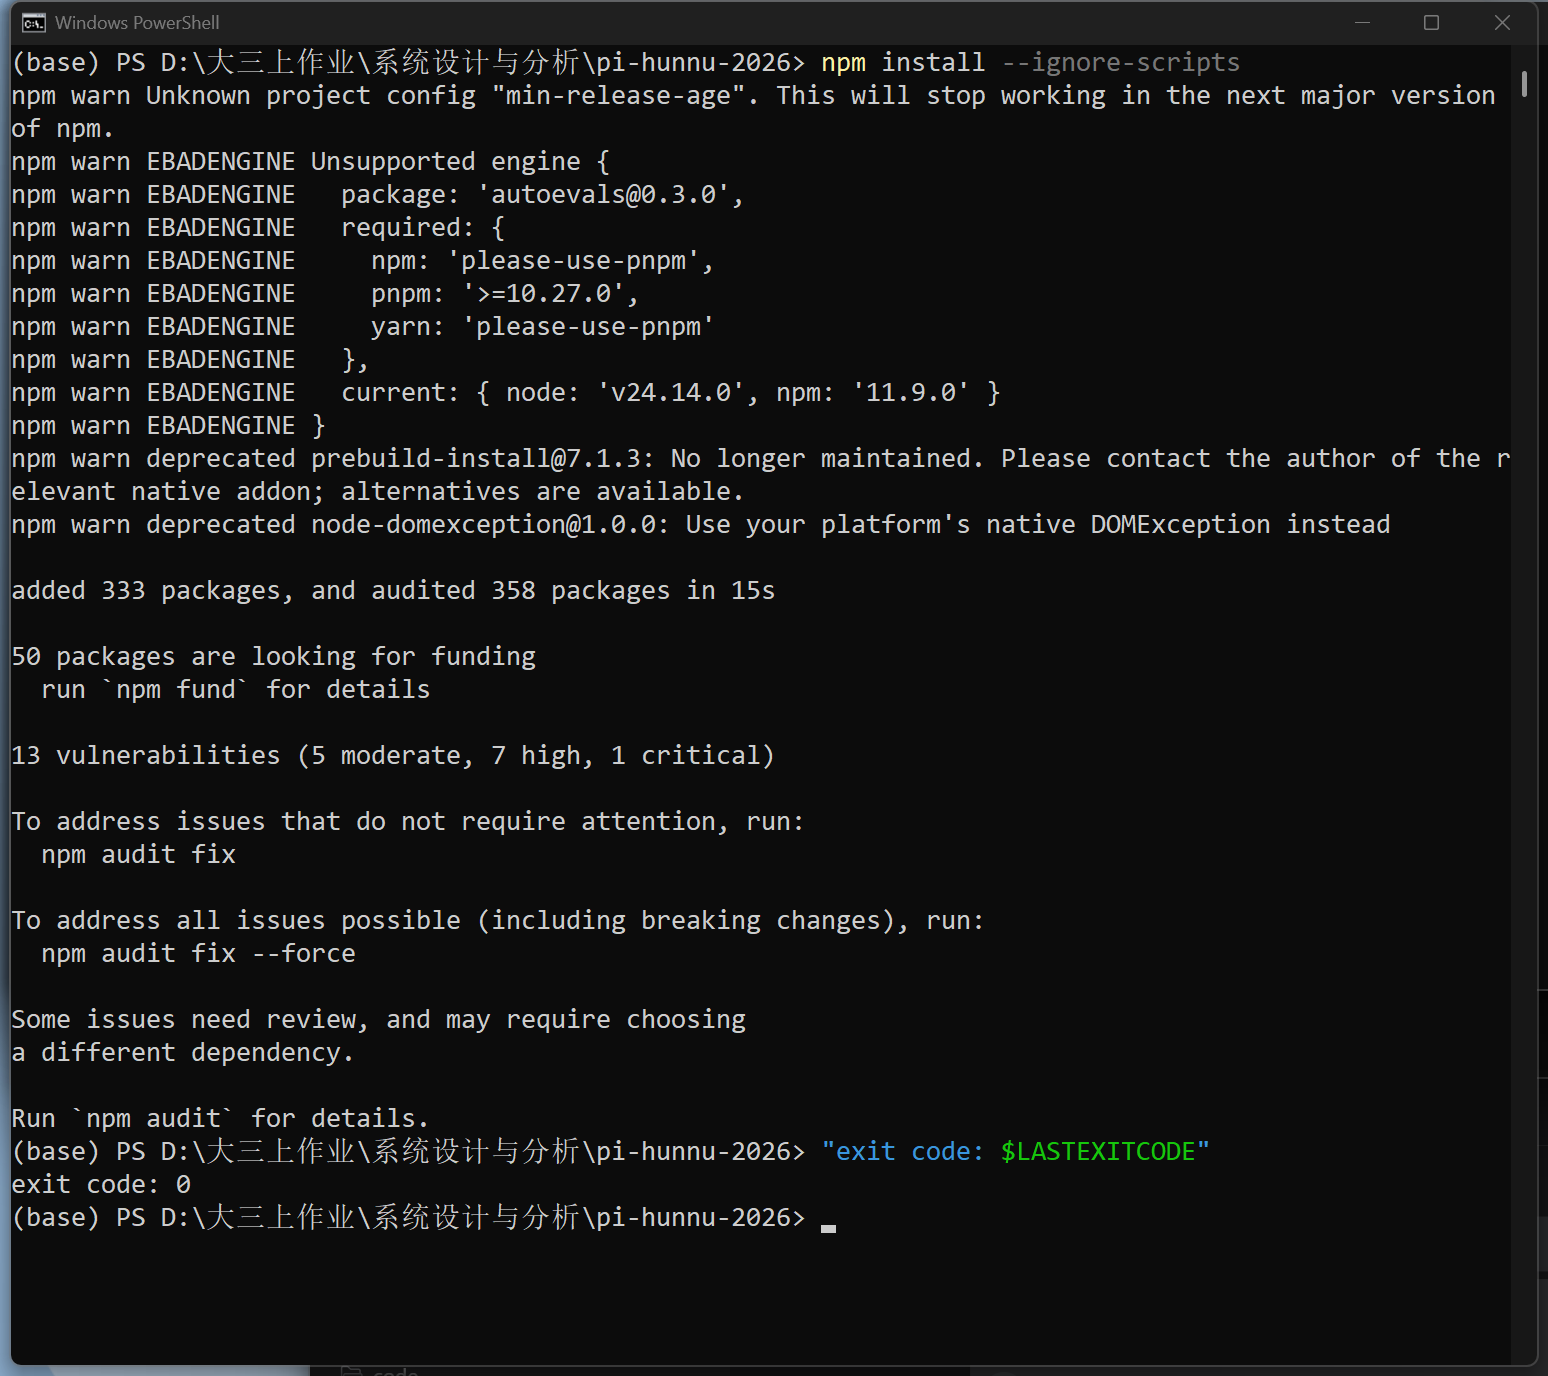 Windows PowerShell
(base) PS D:\大三上作业\系统设计与分析\pi-hunnu-2026> npm install --ignore-scripts
npm warn Unknown project config "min-release-age". This will stop working in the next major version
of npm.
npm warn EBADENGINE Unsupported engine {
npm warn EBADENGINE   package: 'autoevals@0.3.0',
npm warn EBADENGINE   required: {
npm warn EBADENGINE     npm: 'please-use-pnpm',
npm warn EBADENGINE     pnpm: '>=10.27.0',
npm warn EBADENGINE     yarn: 'please-use-pnpm'
npm warn EBADENGINE   },
npm warn EBADENGINE   current: { node: 'v24.14.0', npm: '11.9.0' }
npm warn EBADENGINE }
npm warn deprecated prebuild-install@7.1.3: No longer maintained. Please contact the author of the r
elevant native addon; alternatives are available.
npm warn deprecated node-domexception@1.0.0: Use your platform's native DOMException instead
added 333 packages, and audited 358 packages in 15s
50 packages are looking for funding
  run `npm fund` for details
13 vulnerabilities (5 moderate, 7 high, 1 critical)
To address issues that do not require attention, run:
  npm audit fix
To address all issues possible (including breaking changes), run:
  npm audit fix --force
Some issues need review, and may require choosing
a different dependency.
Run `npm audit` for details.
(base) PS D:\大三上作业\系统设计与分析\pi-hunnu-2026> "exit code: $LASTEXITCODE"
exit code: 0
(base) PS D:\大三上作业\系统设计与分析\pi-hunnu-2026>